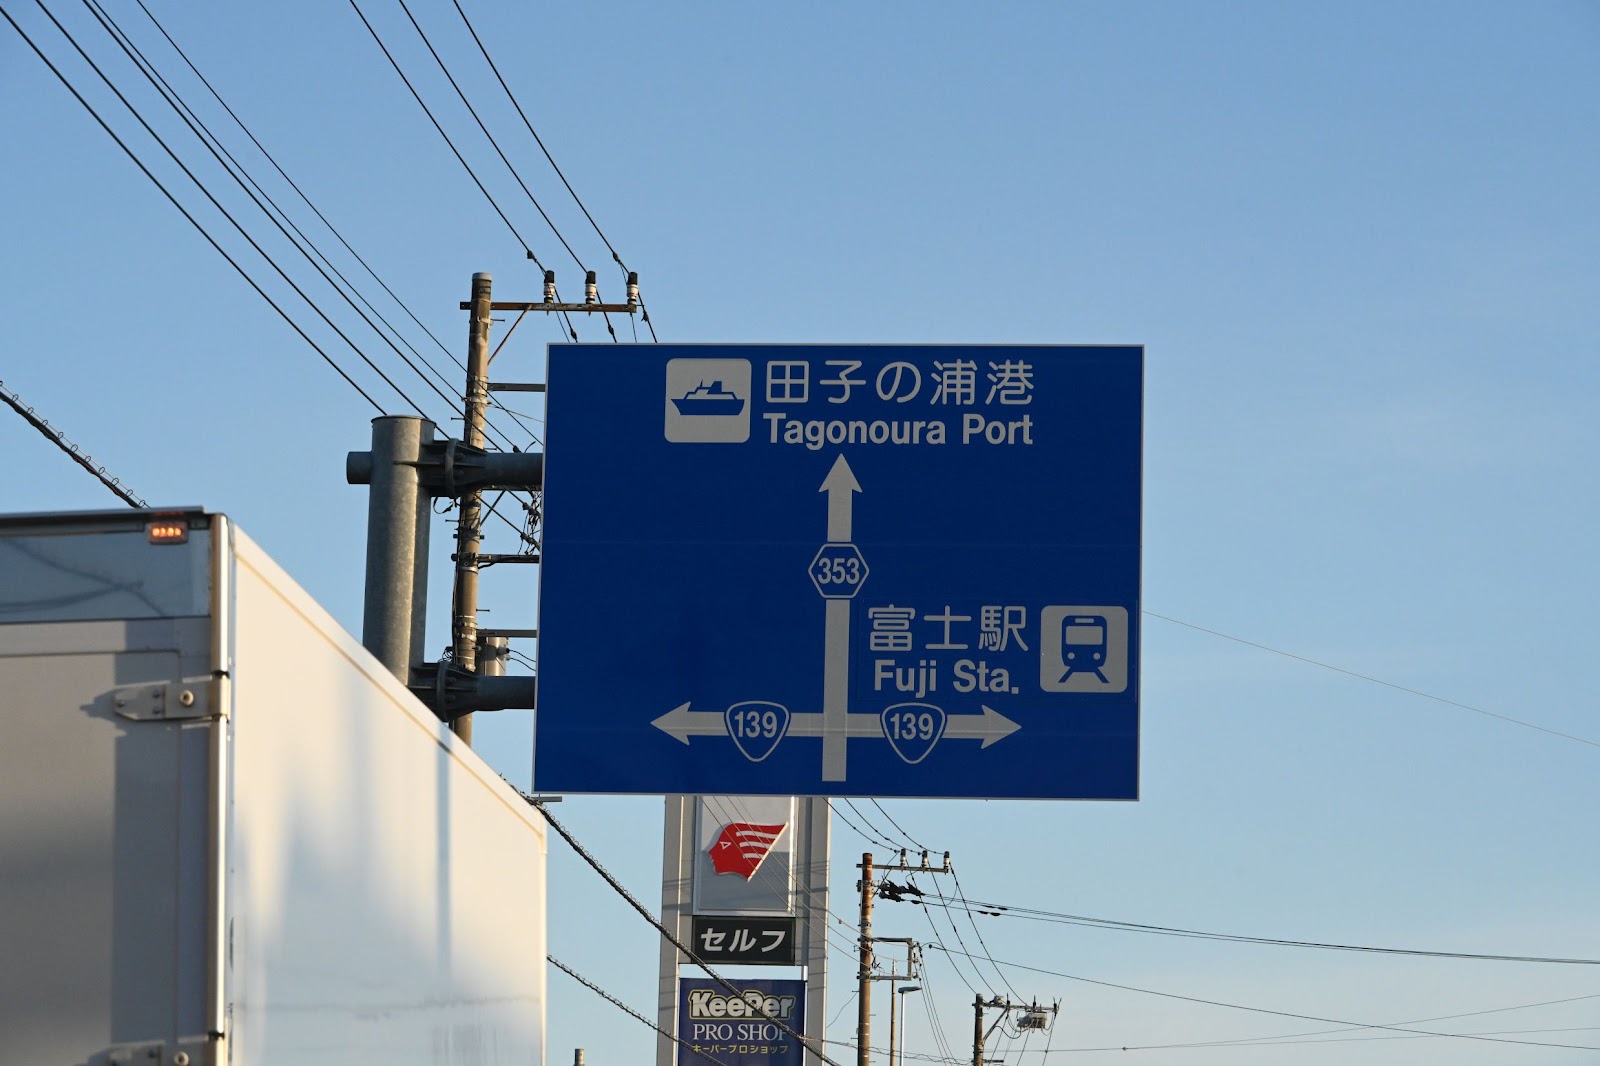 田子の浦港
Tagonoura Port
353
富士駅
Fuji Sta.
139
139
セルフ
KeePer
PRO SHOP
キーパープロショップ